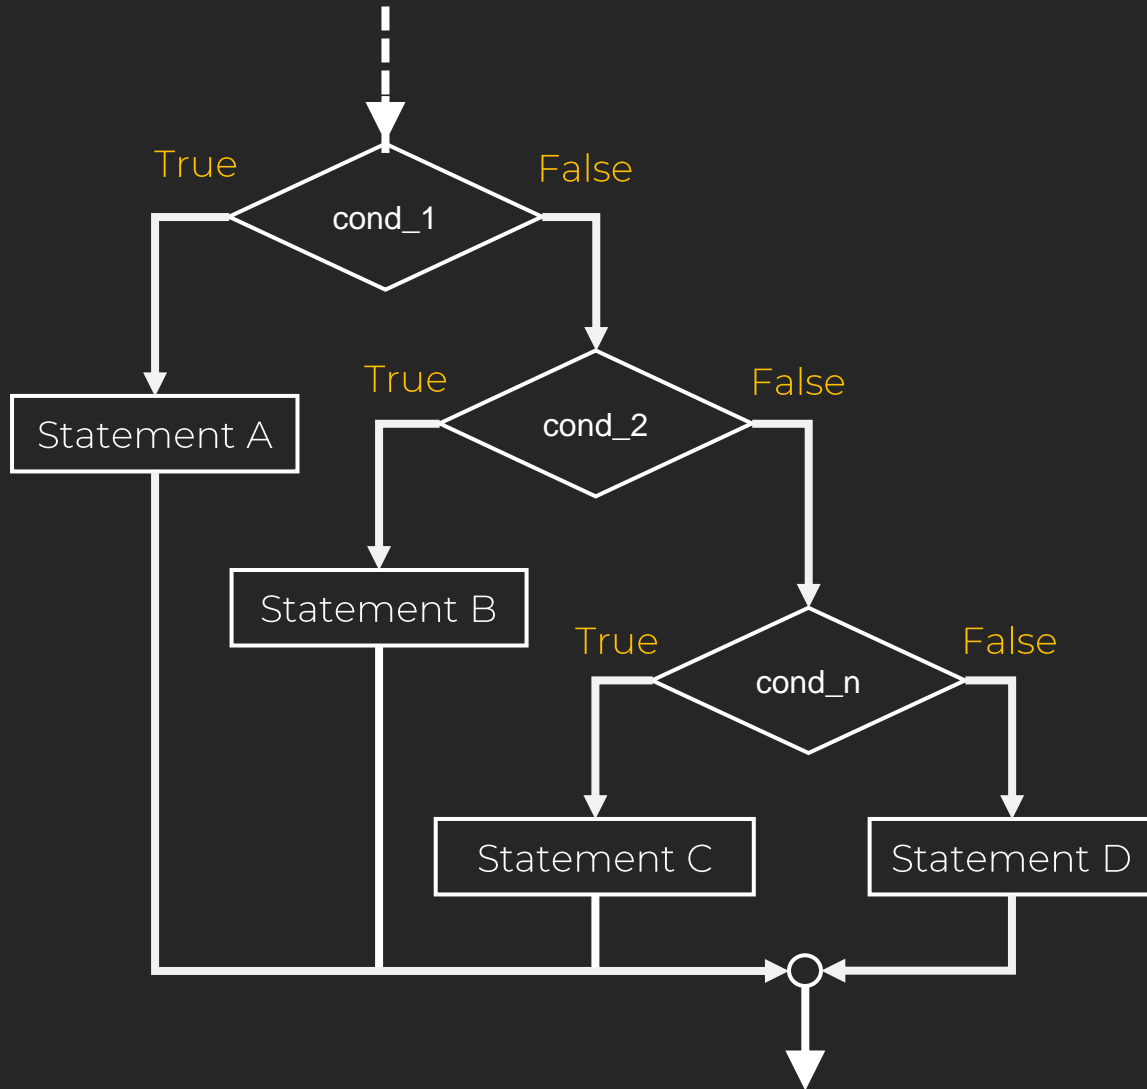 True
False
cond_1
True
False
Statement A
cond_2
Statement B
True
False
cond_n
Statement C
Statement D